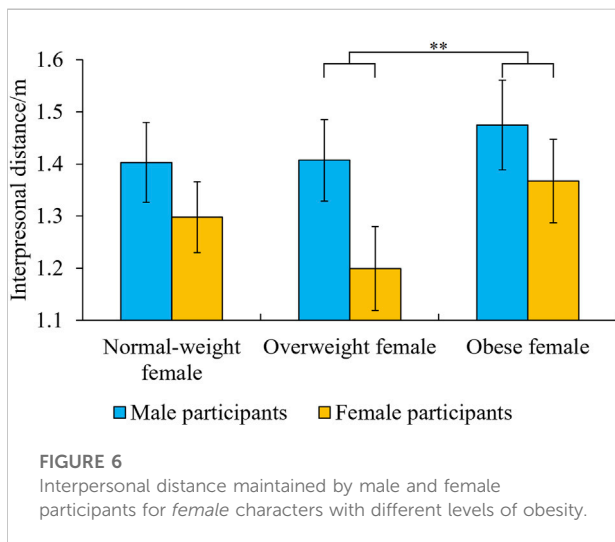 **
Interpresonal distance/m
1.6
1.5
1.4
1.3
1.2
1.1
Normal-weight
female
Overweight female
Obese female
Male participants
Female participants
FIGURE 6
Interpersonal distance maintained by male and female
participants for female characters with different levels of obesity.